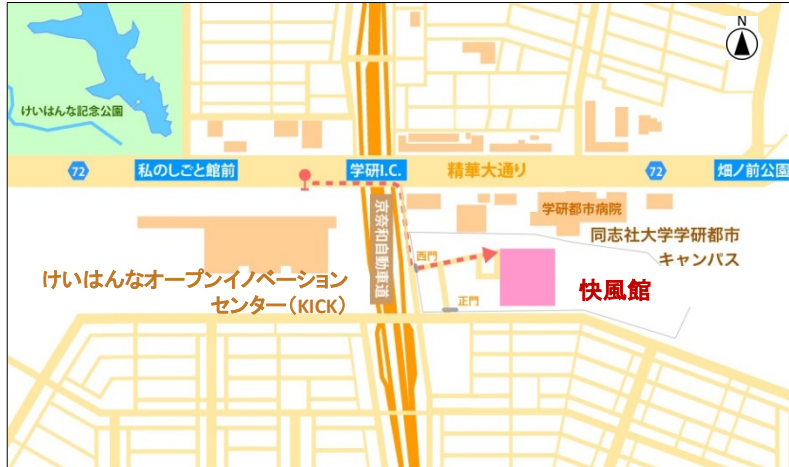 N
けいはんな記念公園
72
私のしごと館前
学研I.C.
精華大通り
72
畑ノ前公園
京奈和自動車道
学研都市病院
同志社大学学研都市
キャンパス
西門
けいはんなオープンイノベーション
センター（KICK）
快風館
正門